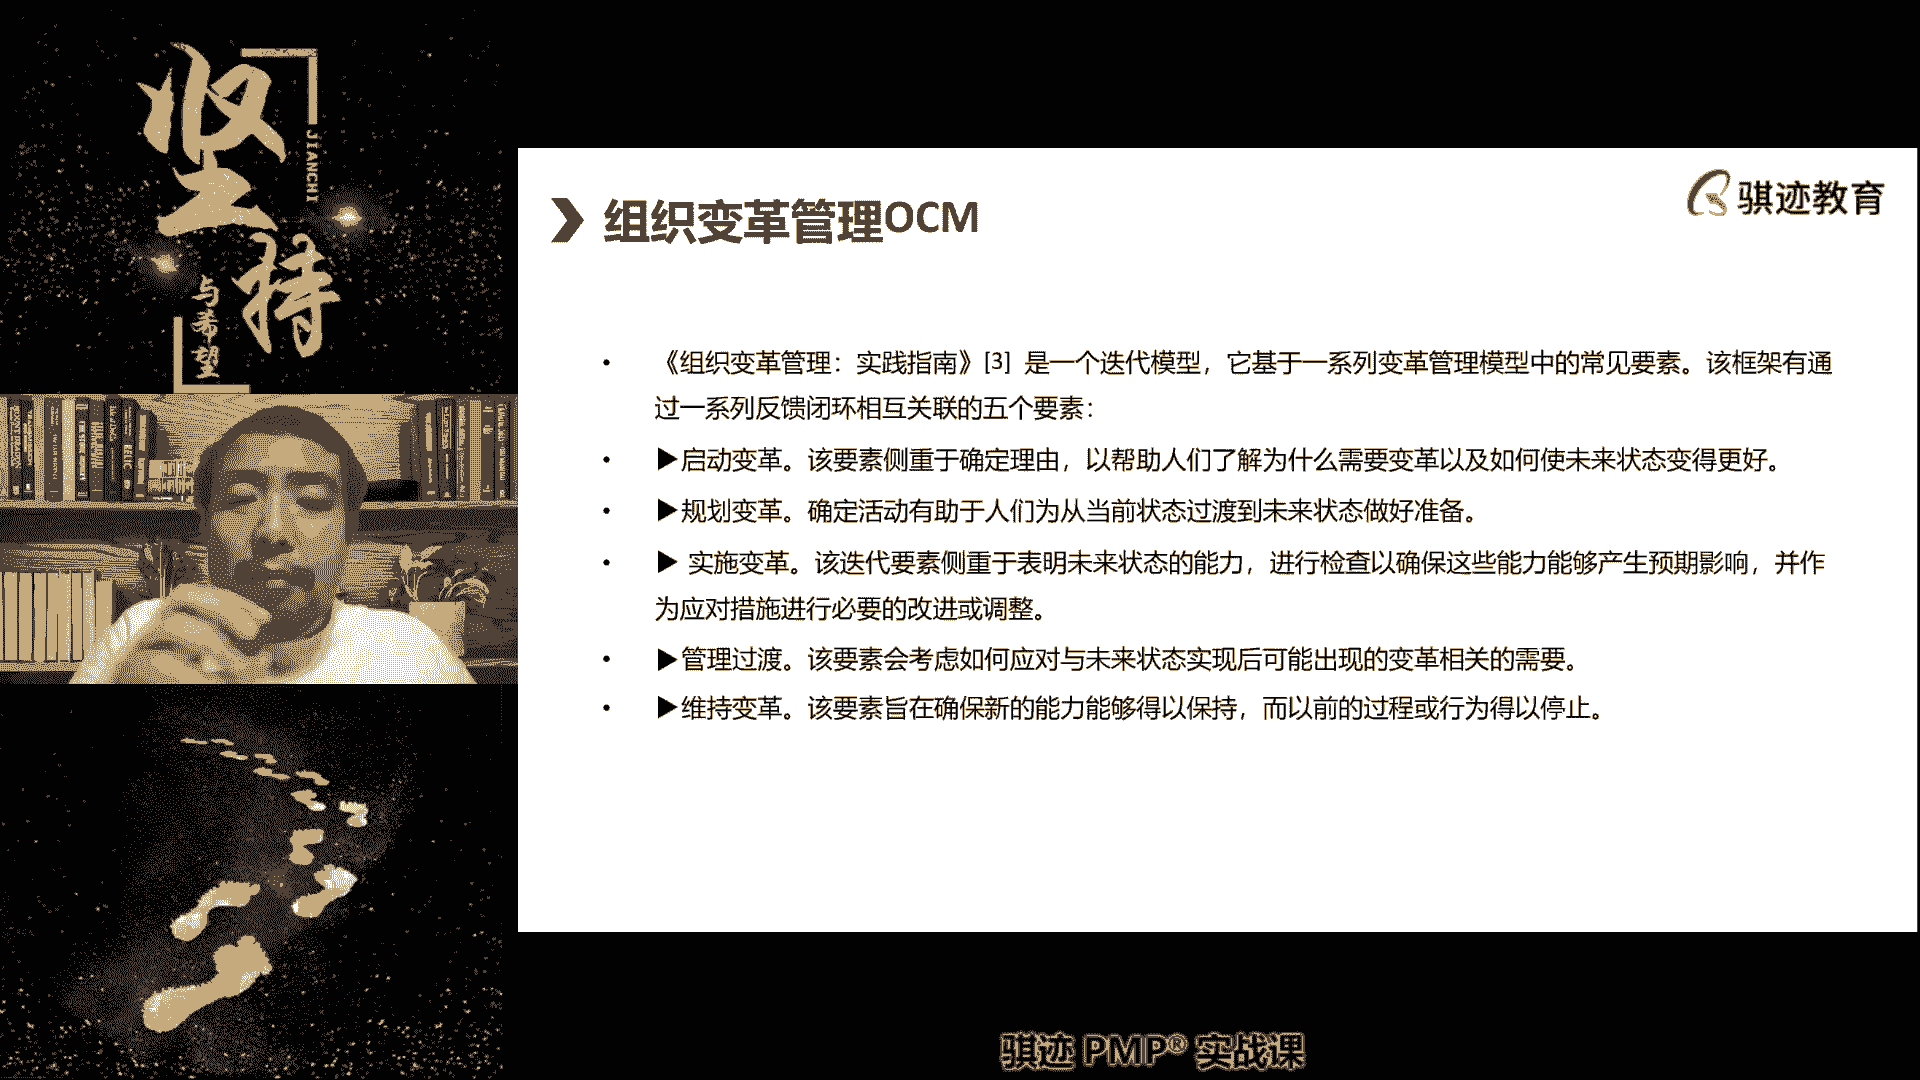 坚持
JIANCHI
与希望
骐迹教育
组织变革管理OCM
• 《组织变革管理：实践指南》[3] 是一个迭代模型，它基于一系列变革管理模型中的常见要素。该框架有通
过一系列反馈闭环相互关联的五个要素：
• ▶启动变革。该要素侧重于确定理由，以帮助人们了解为什么需要变革以及如何使未来状态变得更好。
• ▶规划变革。确定活动有助于人们为从当前状态过渡到未来状态做好准备。
• ▶ 实施变革。该迭代要素侧重于表明未来状态的能力，进行检查以确保这些能力能够产生预期影响，并作
为应对措施进行必要的改进或调整。
• ▶管理过渡。该要素会考虑如何应对与未来状态实现后可能出现的变革相关的需要。
• ▶维持变革。该要素旨在确保新的能力能够得以保持，而以前的过程或行为得以停止。
骐迹 PMP® 实战课